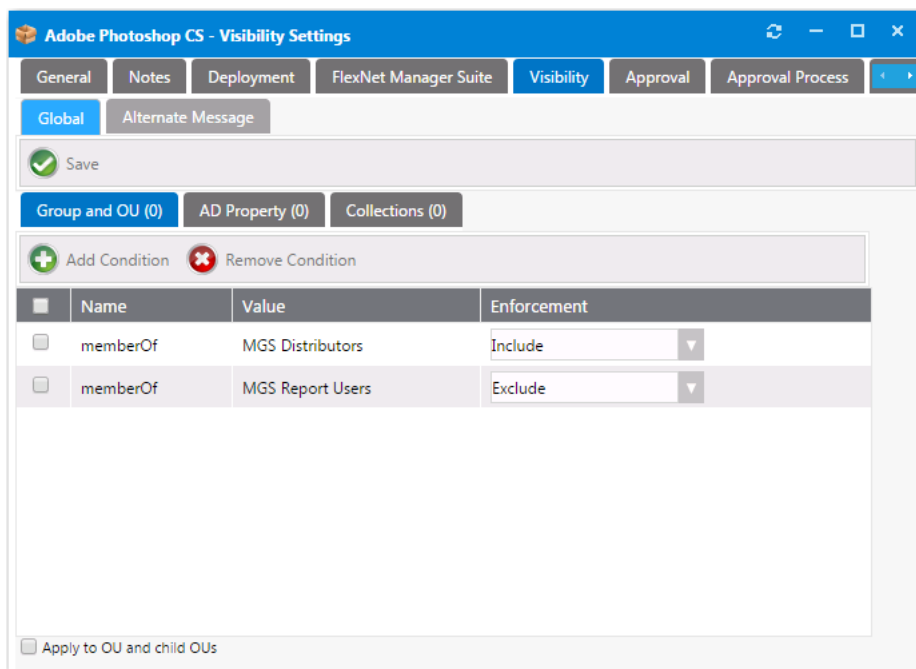 Adobe Photoshop CS - Visibility Settings
General Notes Deployment FlexNet Manager Suite Visibility Approval Approval Process
Global Alternate Message
Save
Group and OU (0) AD Property (0) Collections (0)
Add Condition Remove Condition
Name Value Enforcement
memberOf MGS Distributors Include
memberOf MGS Report Users Exclude
Apply to OU and child OUs